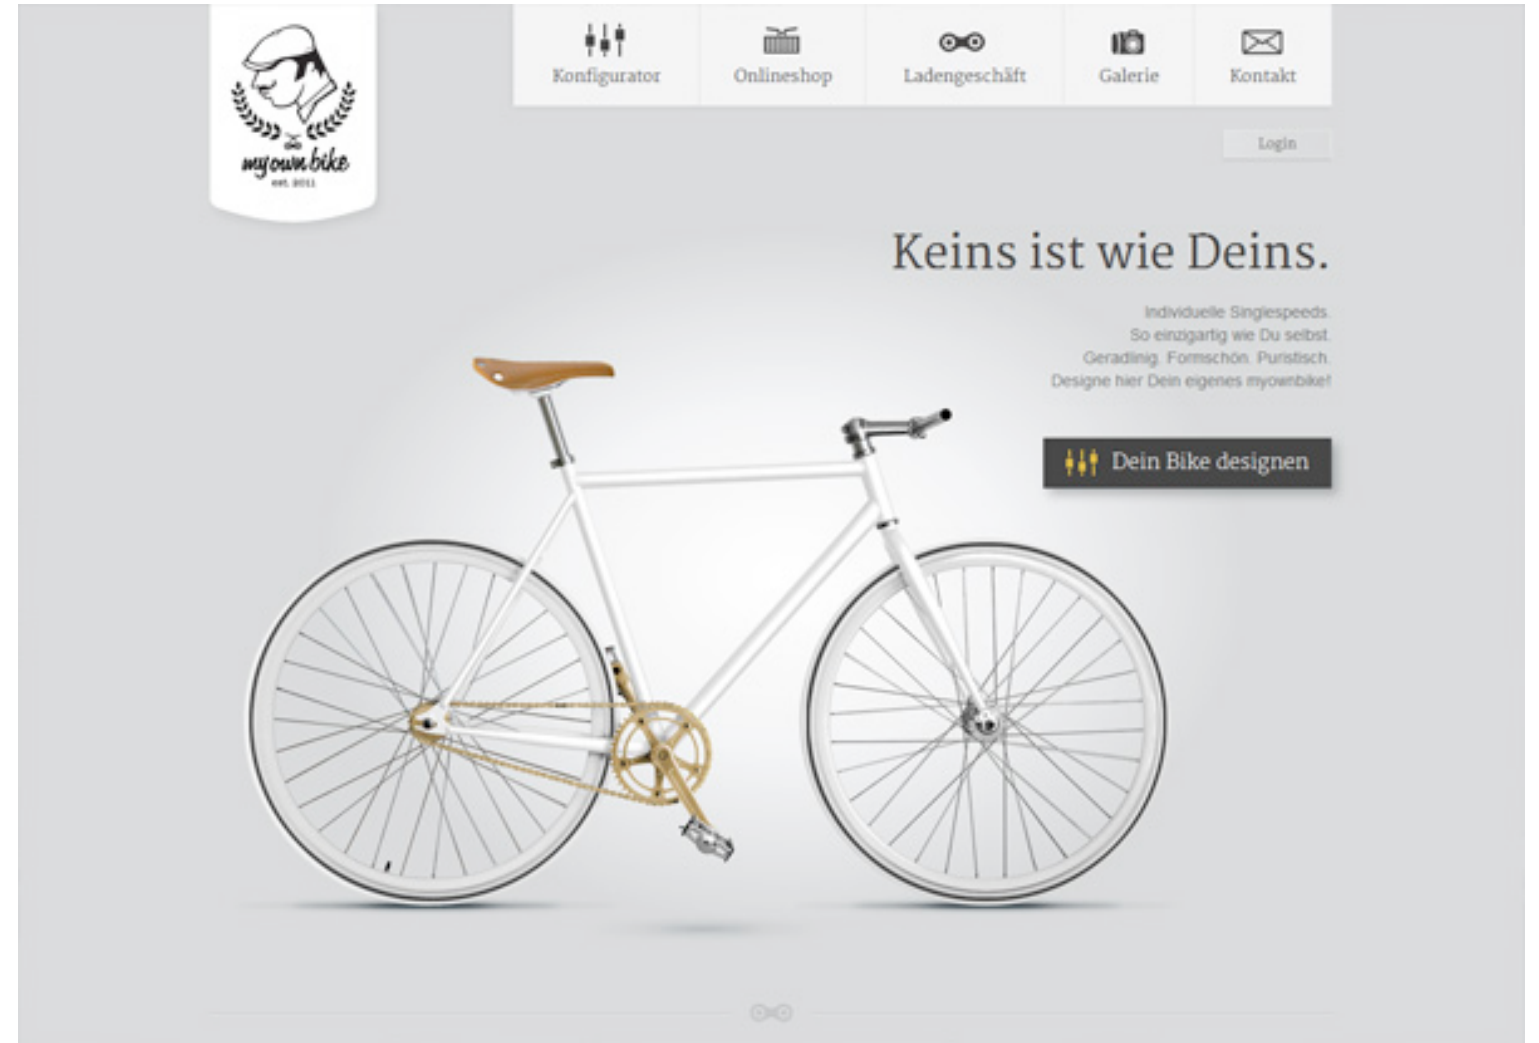 myownbike
est. 2011
Konfigurator
Onlineshop
Ladengeschäft
Galerie
Kontakt
Login
Keins ist wie Deins.
Individuelle Singlespeeds.
So einzigartig wie Du selbst.
Geradlinig. Formschön. Puristisch.
Designe hier Dein eigenes myownbike!
Dein Bike designen